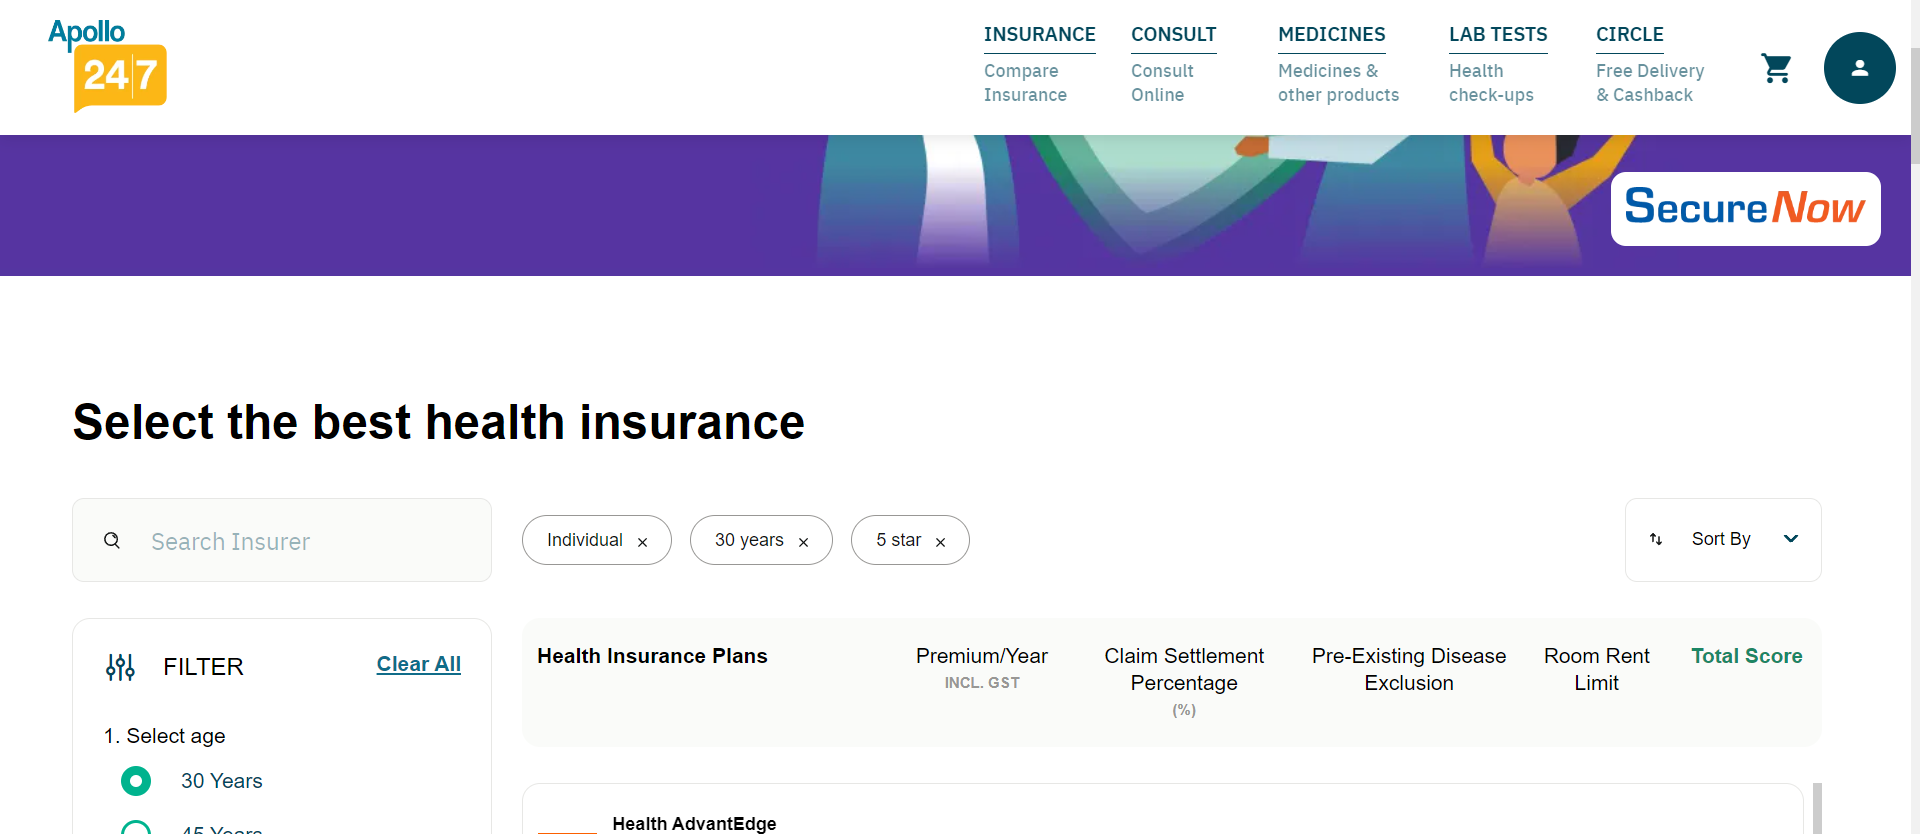 Apollo
24|7
INSURANCE
Compare
Insurance
CONSULT
Consult
Online
MEDICINES
Medicines &
other products
LAB TESTS
Health
check-ups
CIRCLE
Free Delivery
& Cashback
SecureNow
Select the best health insurance
Search Insurer
Individual ×
30 years ×
5 star ×
Sort By
FILTER
Clear All
1. Select age
30 Years
45 Years
Health Insurance Plans
Premium/Year
INCL. GST
Claim Settlement
Percentage
(%)
Pre-Existing Disease
Exclusion
Room Rent
Limit
Total Score
Health AdvantEdge